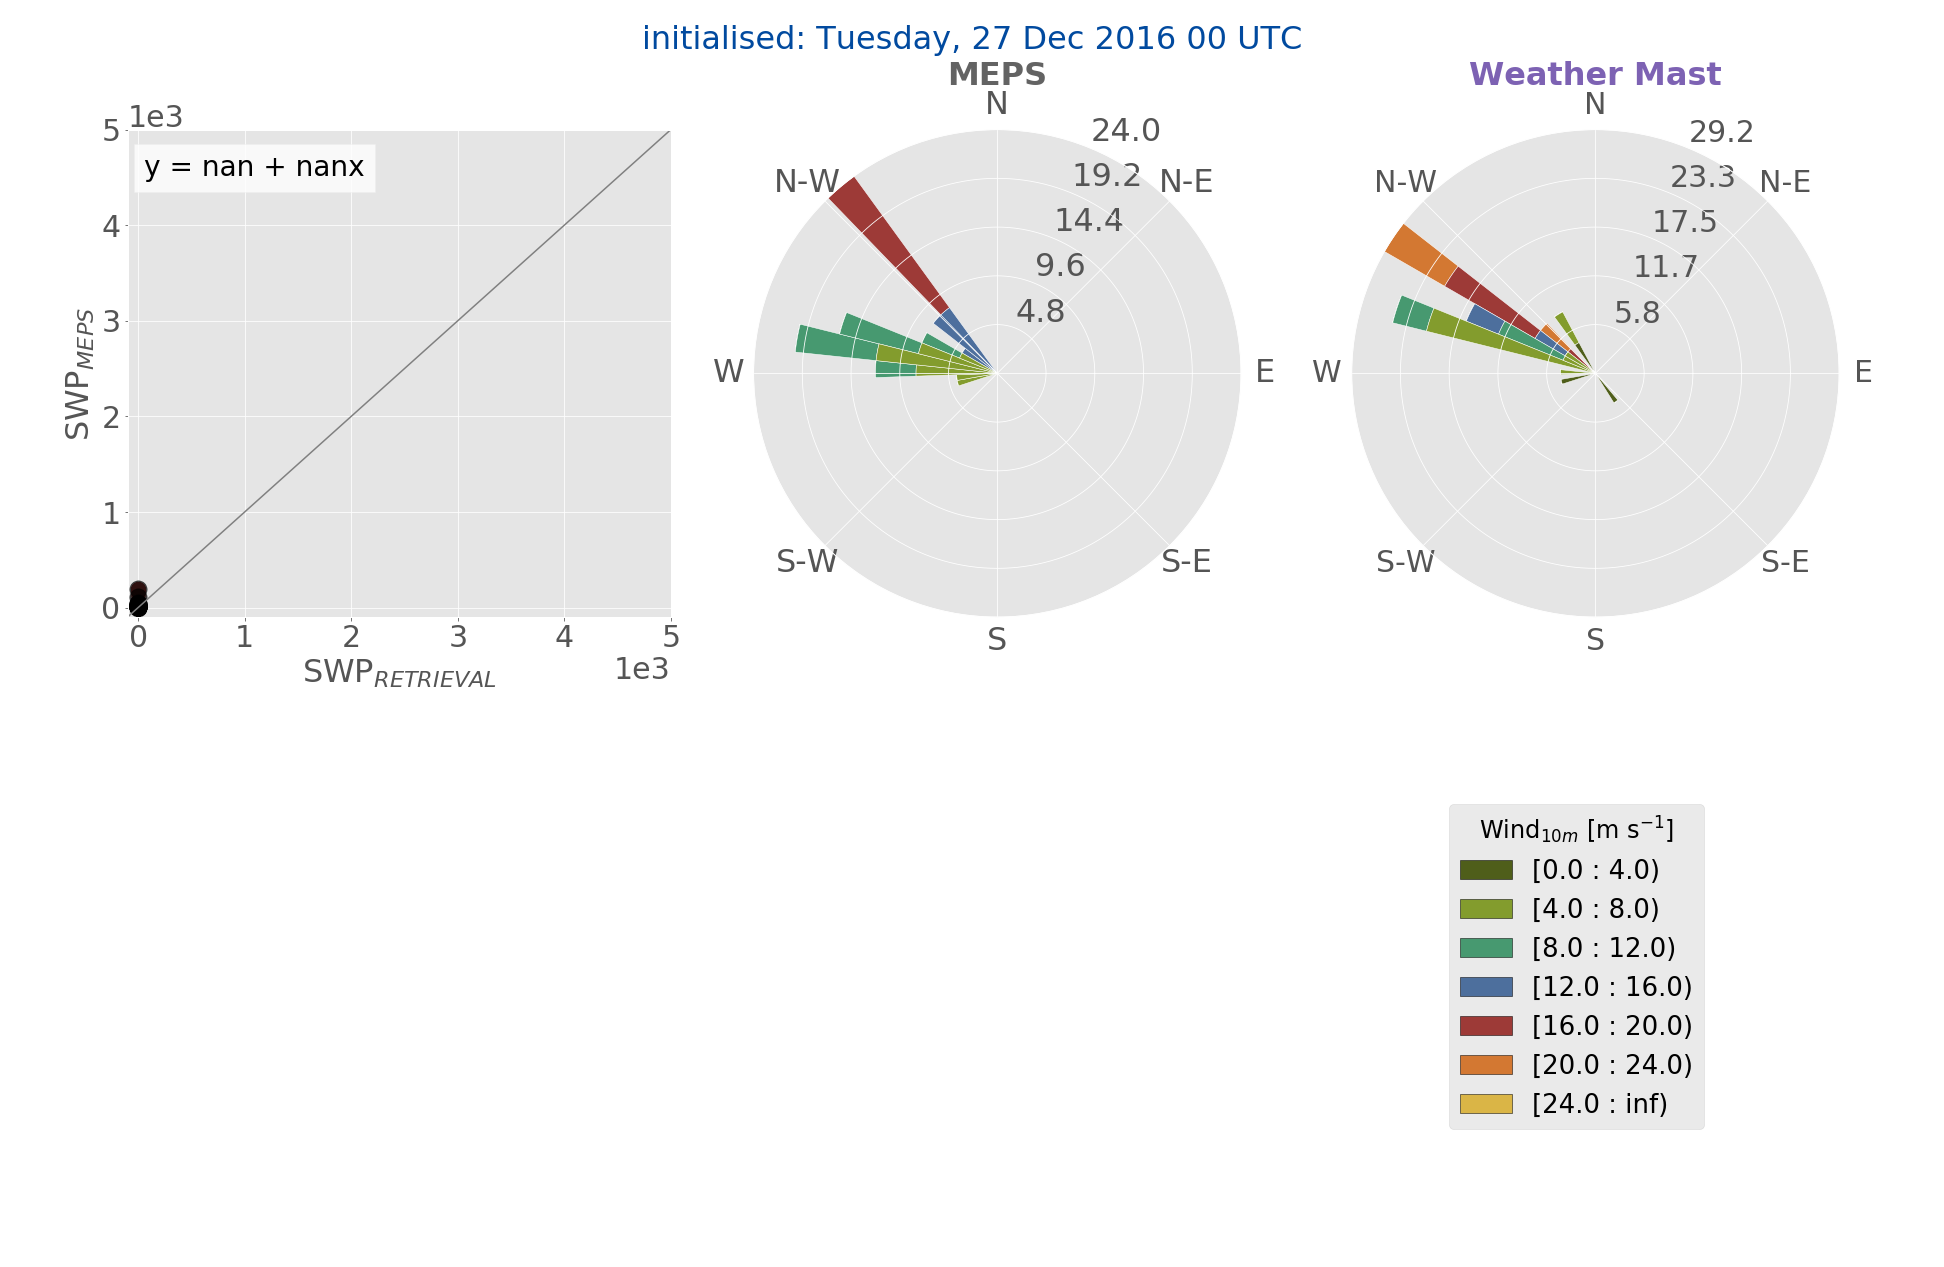 initialised: Tuesday, 27 Dec 2016 00 UTC
MEPS
Weather Mast
1e3
5
4
3
2
1
0
y = nan + nanx
SWP_MEPS
0 1 2 3 4 5
SWP_RETRIEVAL
1e3
N
24.0
N-W
19.2
N-E
14.4
9.6
4.8
W
E
S-W
S-E
S
N
29.2
N-W
23.3
N-E
17.5
11.7
5.8
W
E
S-W
S-E
S
Wind_10m [m s^−1]
[0.0 : 4.0)
[4.0 : 8.0)
[8.0 : 12.0)
[12.0 : 16.0)
[16.0 : 20.0)
[20.0 : 24.0)
[24.0 : inf)